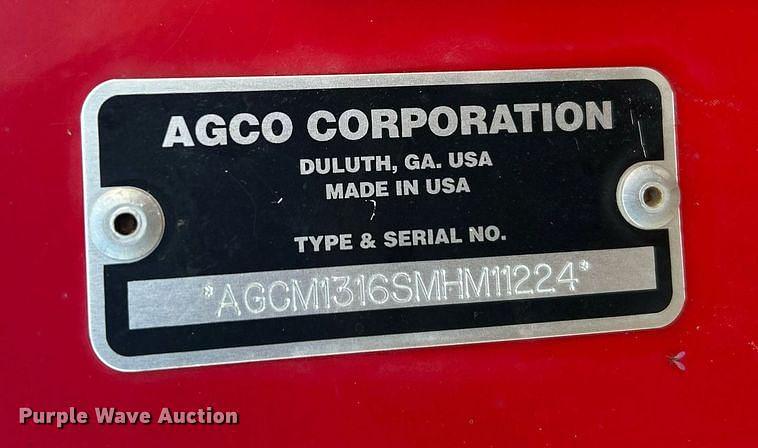 AGCO CORPORATION
DULUTH, GA. USA
MADE IN USA
TYPE & SERIAL NO.
*AGCM1316SMHM11224*
Purple Wave Auction